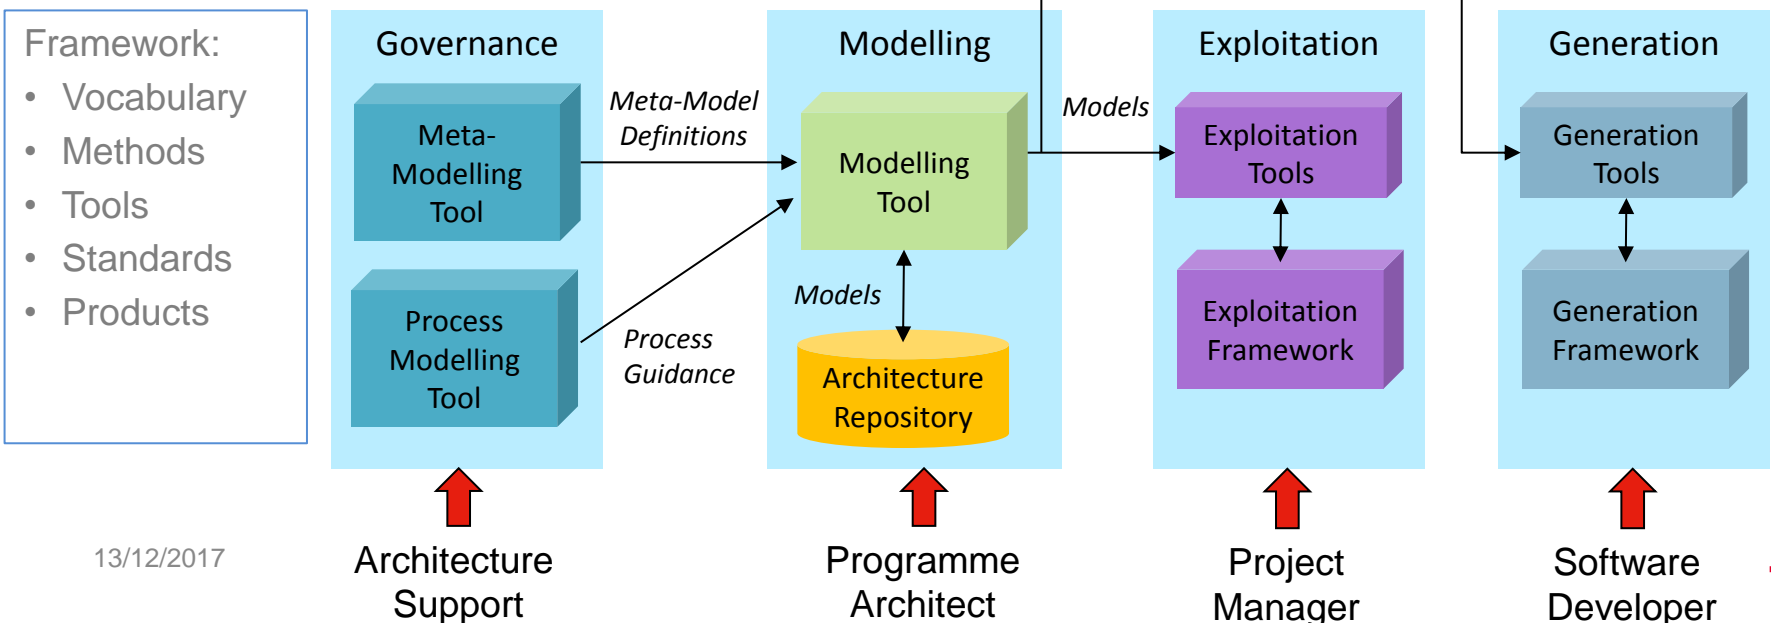 Framework:
• Vocabulary
• Methods
• Tools
• Standards
• Products
Governance
Meta-
Modelling
Tool
Process
Modelling
Tool
Meta-Model
Definitions
Process
Guidance
Modelling
Modelling
Tool
Models
Architecture
Repository
Models
Exploitation
Exploitation
Tools
Exploitation
Framework
Generation
Generation
Tools
Generation
Framework
13/12/2017
Architecture
Support
Programme
Architect
Project
Manager
Software
Developer